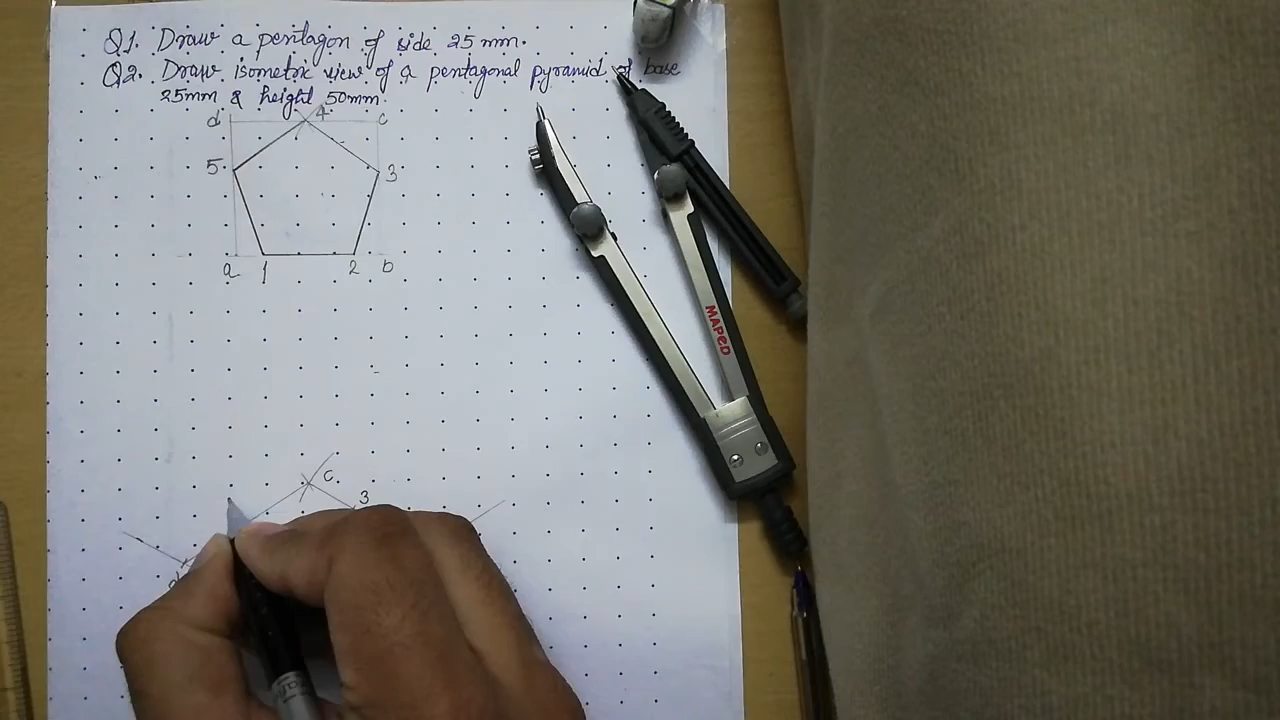 Q1. Draw a pentagon of side 25 mm.
Q2. Draw isometric view of a pentagonal pyramid of base
25mm & height 50mm.
d 4 c
5 3
a 1 2 b
MAPED
c
3